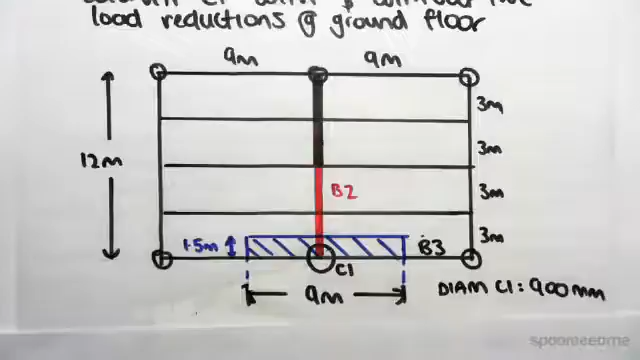 load reductions @ ground floor
9m 9m
3m
12m
3m
B2
3m
1.5m
B3
3m
C1
9m
DIAM C1: 900mm